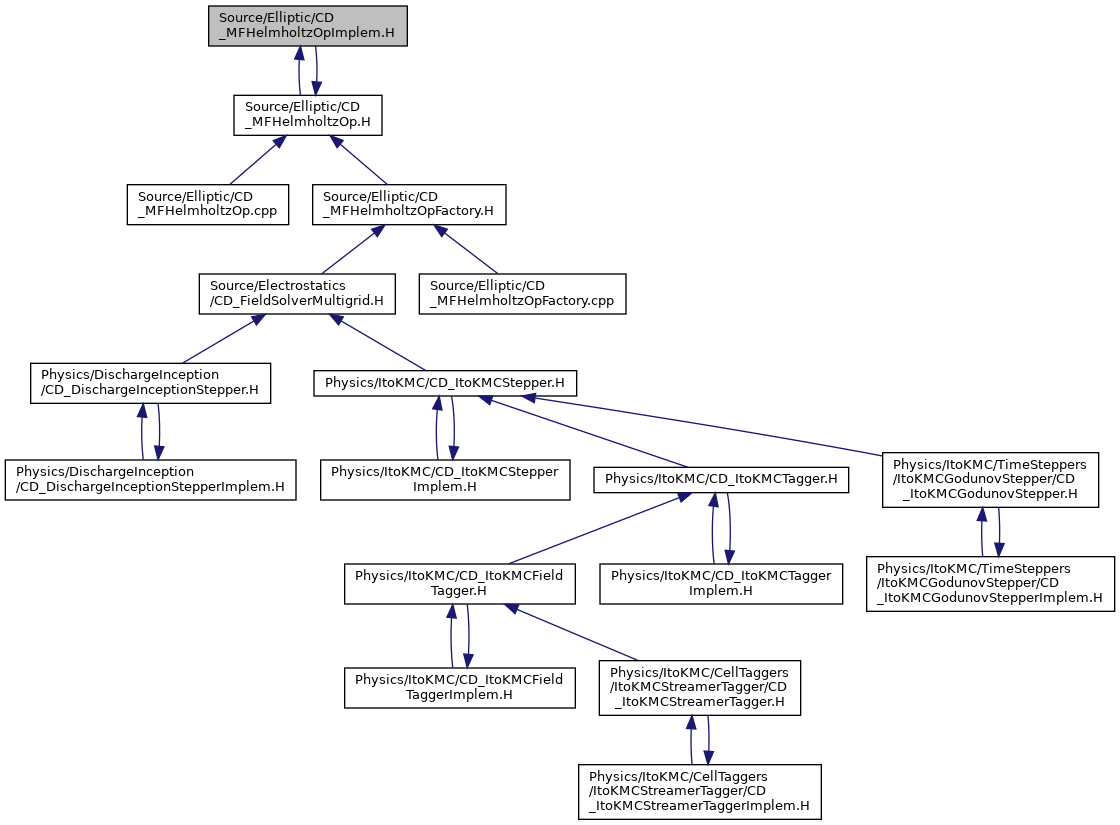 Source/Elliptic/CD
_MFHelmholtzOpImplem.H
Source/Elliptic/CD
_MFHelmholtzOp.H
Source/Elliptic/CD
_MFHelmholtzOp.cpp
Source/Elliptic/CD
_MFHelmholtzOpFactory.H
Source/Electrostatics
/CD_FieldSolverMultigrid.H
Source/Elliptic/CD
_MFHelmholtzOpFactory.cpp
Physics/DischargeInception
/CD_DischargeInceptionStepper.H
Physics/ItoKMC/CD_ItoKMCStepper.H
Physics/DischargeInception
/CD_DischargeInceptionStepperImplem.H
Physics/ItoKMC/CD_ItoKMCStepper
Implem.H
Physics/ItoKMC/CD_ItoKMCTagger.H
Physics/ItoKMC/TimeSteppers
/ItoKMCGodunovStepper/CD
_ItoKMCGodunovStepper.H
Physics/ItoKMC/CD_ItoKMCField
Tagger.H
Physics/ItoKMC/CD_ItoKMCTagger
Implem.H
Physics/ItoKMC/TimeSteppers
/ItoKMCGodunovStepper/CD
_ItoKMCGodunovStepperImplem.H
Physics/ItoKMC/CD_ItoKMCField
TaggerImplem.H
Physics/ItoKMC/CellTaggers
/ItoKMCStreamerTagger/CD
_ItoKMCStreamerTagger.H
Physics/ItoKMC/CellTaggers
/ItoKMCStreamerTagger/CD
_ItoKMCStreamerTaggerImplem.H